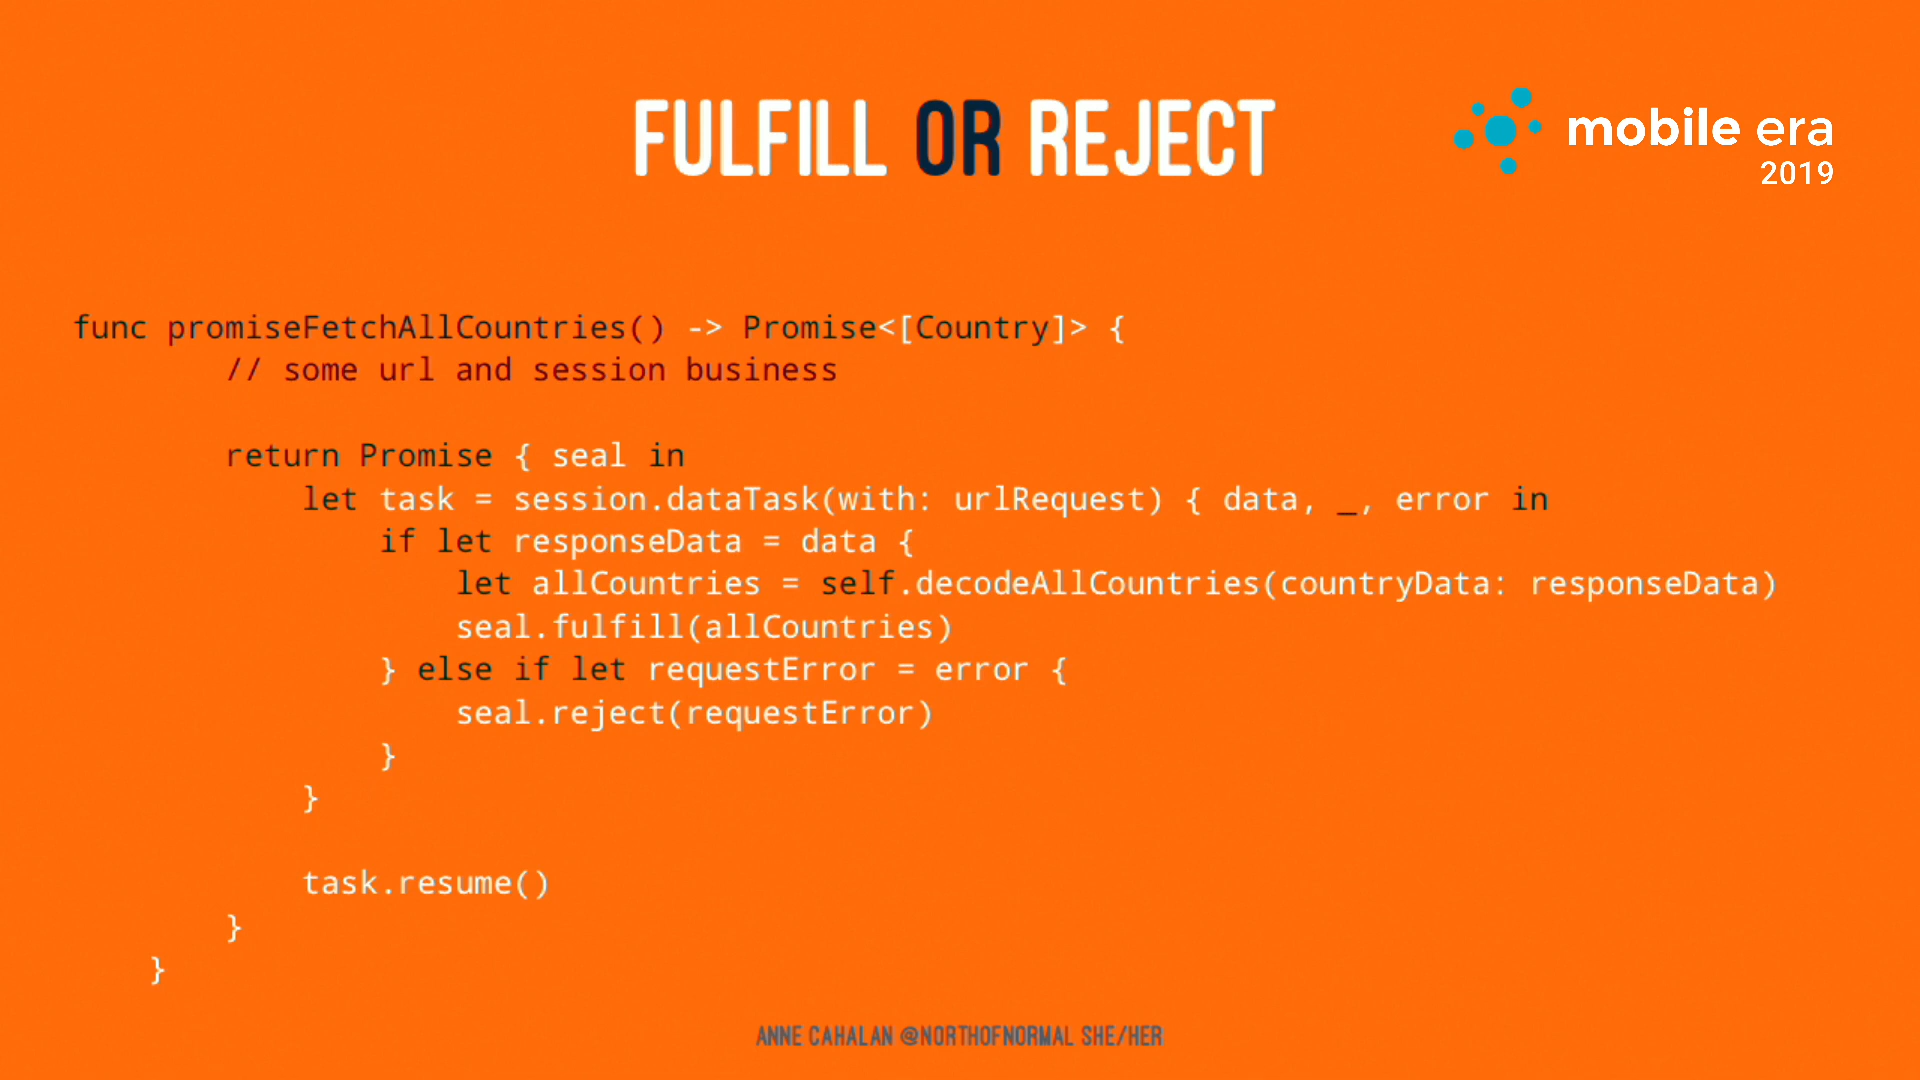 FULFILL OR REJECT
mobile era
2019
func promiseFetchAllCountries() -> Promise<[Country]> {
// some url and session business
return Promise { seal in
let task = session.dataTask(with: urlRequest) { data, _, error in
if let responseData = data {
let allCountries = self.decodeAllCountries(countryData: responseData)
seal.fulfill(allCountries)
} else if let requestError = error {
seal.reject(requestError)
}
}
task.resume()
}
}
ANNE CAHALAN @NORTHOFNORMAL SHE/HER